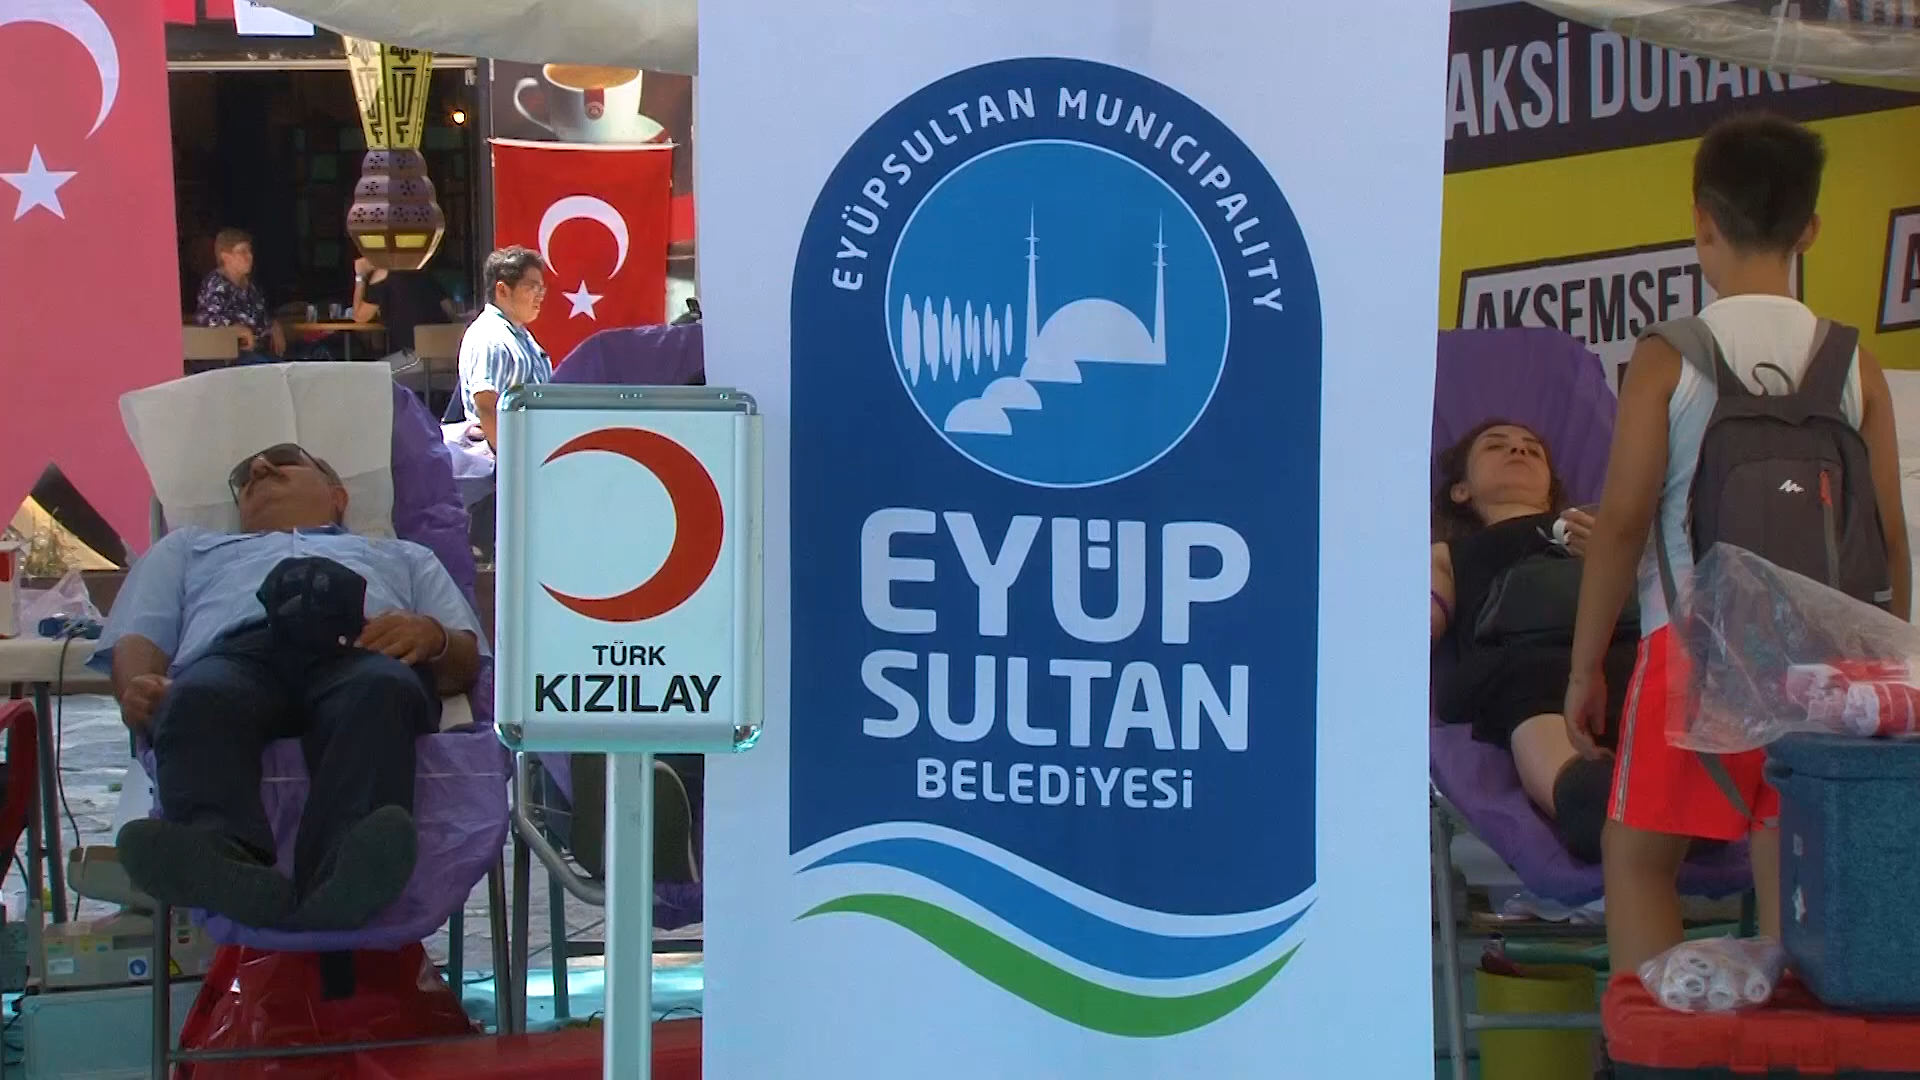 EYÜPSULTAN MUNICIPALITY
EYÜP
SULTAN
BELEDİYESİ
TÜRK
KIZILAY
AKSEMSET